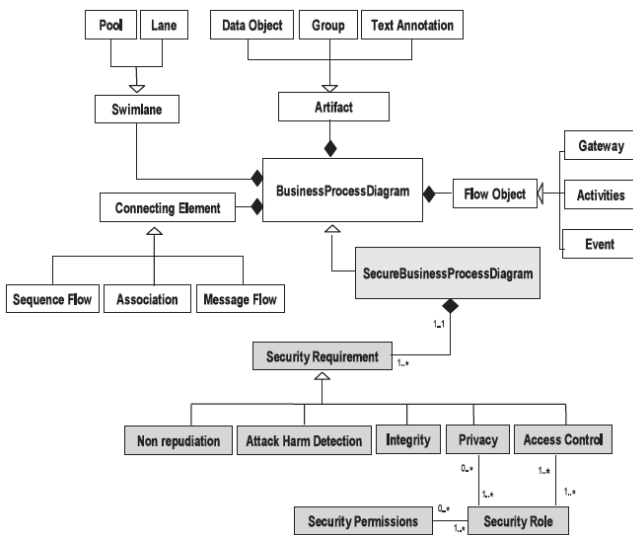 Pool Lane Data Object Group Text Annotation
Swimlane Artifact
Gateway
BusinessProcessDiagram Flow Object Activities
Connecting Element
Event
SecureBusinessProcessDiagram
Sequence Flow Association Message Flow
1..1
Security Requirement 1..*
Non repudiation Attack Harm Detection Integrity Privacy Access Control
0..* 1..*
1..* 1..*
Security Permissions 0..* 1..* Security Role